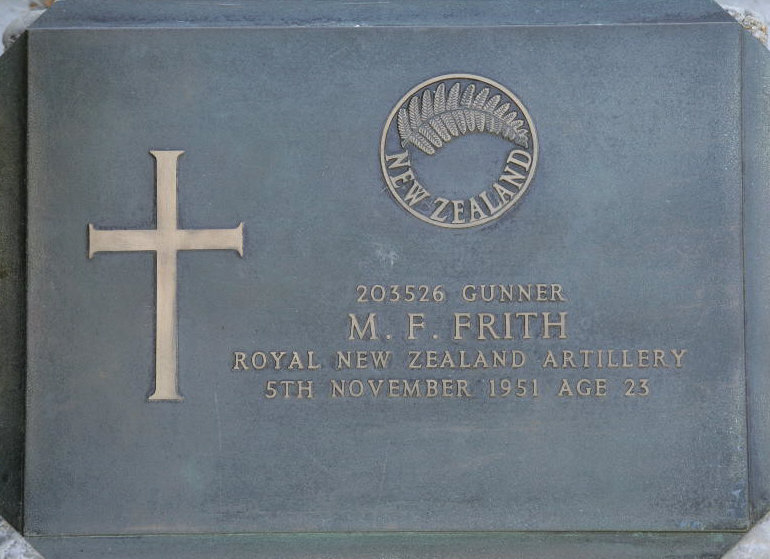 NEW ZEALAND
203526 GUNNER
M. F. FRITH
ROYAL NEW ZEALAND ARTILLERY
5TH NOVEMBER 1951 AGE 23